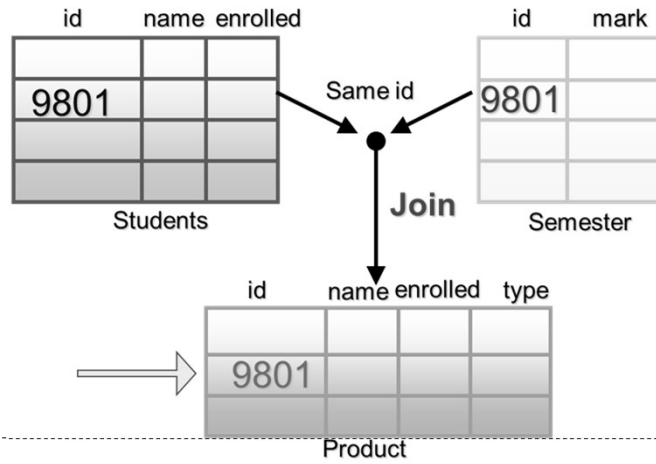 id name enrolled
id mark
9801
Same id
9801
Join
Students
Semester
id name enrolled type
9801
Product